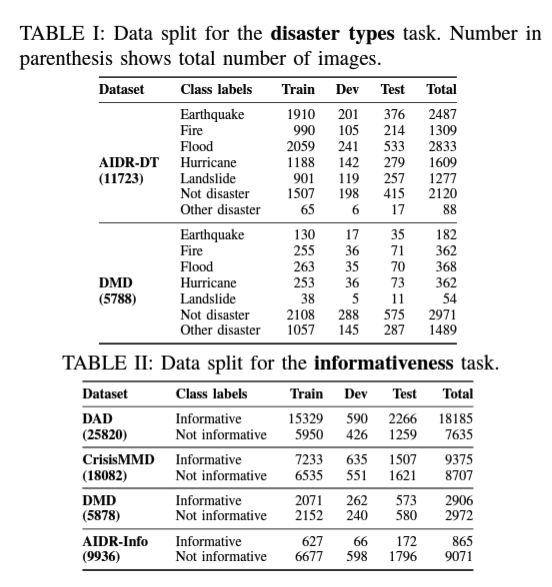 TABLE I: Data split for the disaster types task. Number in
parenthesis shows total number of images.
Dataset Class labels Train Dev Test Total
Earthquake 1910 201 376 2487
Fire 990 105 214 1309
Flood 2059 241 533 2833
AIDR-DT Hurricane 1188 142 279 1609
(11723) Landslide 901 119 257 1277
Not disaster 1507 198 415 2120
Other disaster 65 6 17 88
Earthquake 130 17 35 182
Fire 255 36 71 362
Flood 263 35 70 368
DMD Hurricane 253 36 73 362
(5788) Landslide 38 5 11 54
Not disaster 2108 288 575 2971
Other disaster 1057 145 287 1489
TABLE II: Data split for the informativeness task.
Dataset Class labels Train Dev Test Total
DAD Informative 15329 590 2266 18185
(25820) Not informative 5950 426 1259 7635
CrisisMMD Informative 7233 635 1507 9375
(18082) Not informative 6535 551 1621 8707
DMD Informative 2071 262 573 2906
(5878) Not informative 2152 240 580 2972
AIDR-Info Informative 627 66 172 865
(9936) Not informative 6677 598 1796 9071